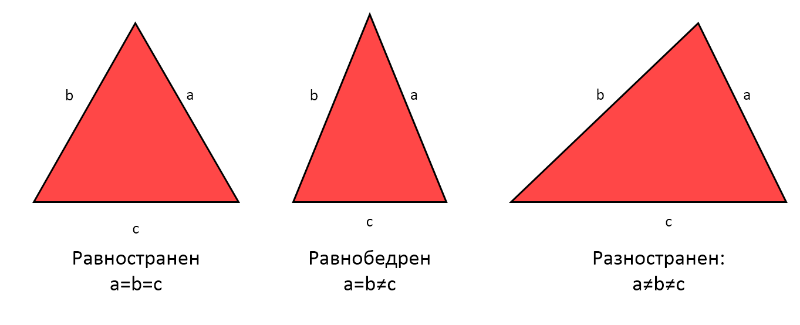 b
a
c
Равностранен
a=b=c
b
a
c
Равнобедрен
a=b≠c
b
a
c
Разностранен:
a≠b≠c